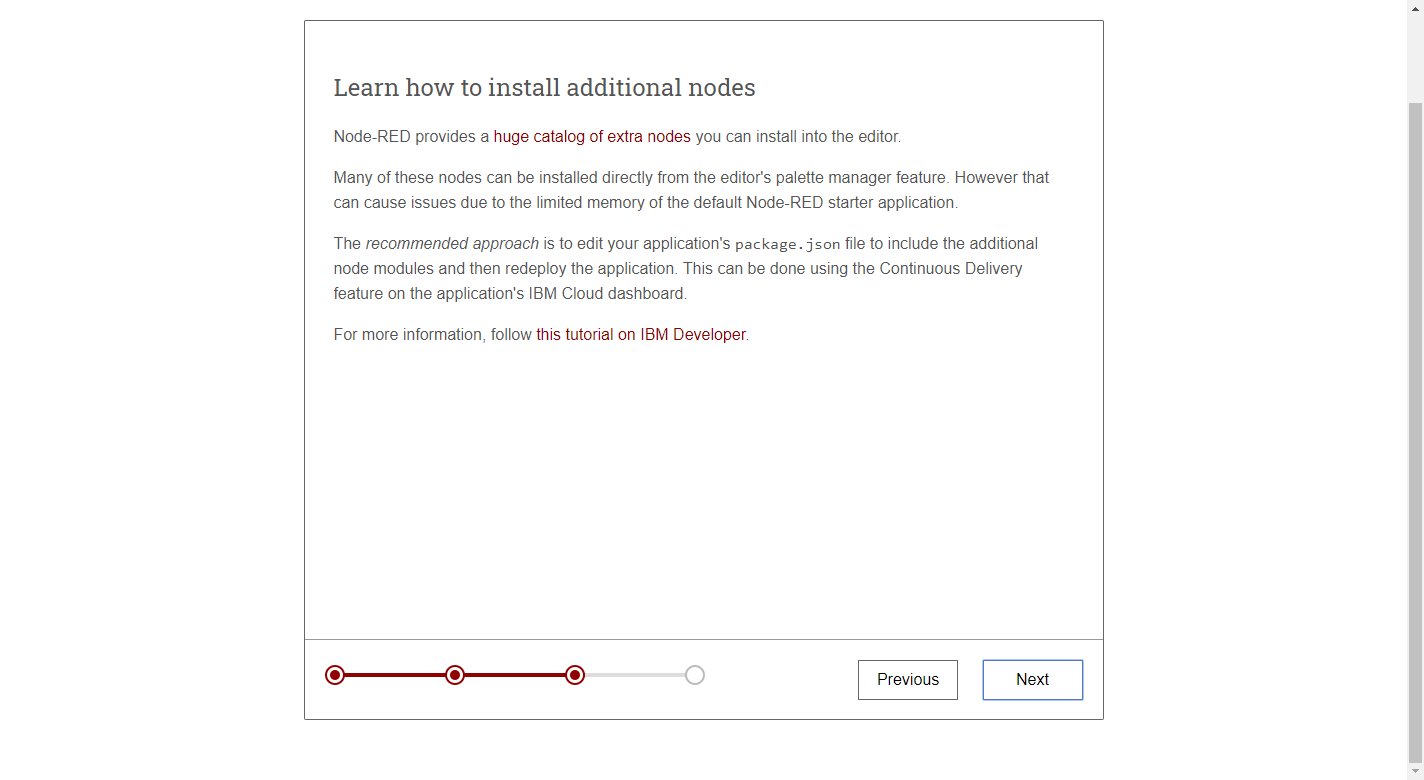 Learn how to install additional nodes
Node-RED provides a huge catalog of extra nodes you can install into the editor.
Many of these nodes can be installed directly from the editor's palette manager feature. However that
can cause issues due to the limited memory of the default Node-RED starter application.
The recommended approach is to edit your application's package.json file to include the additional
node modules and then redeploy the application. This can be done using the Continuous Delivery
feature on the application's IBM Cloud dashboard.
For more information, follow this tutorial on IBM Developer.
Previous Next